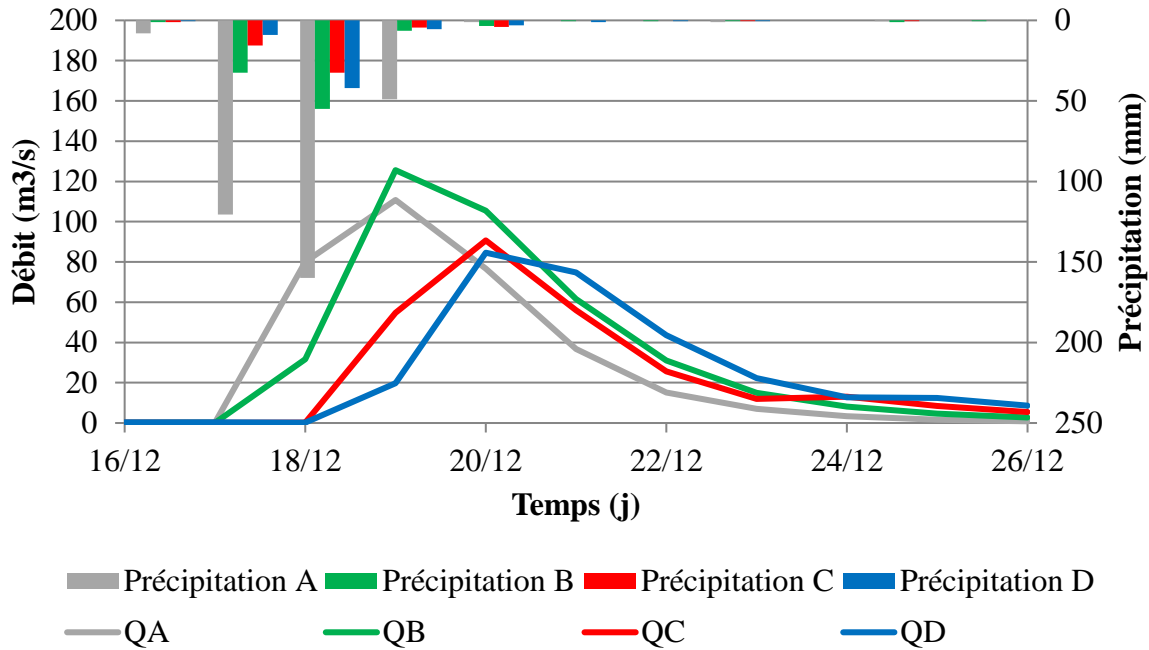 200 0
180
160 50
140
120
100 100
80
60 150
40 200
20
0 250
Débit (m3/s)
Précipitation (mm)
16/12 18/12 20/12 22/12 24/12 26/12
Temps (j)
Précipitation A Précipitation B Précipitation C Précipitation D
QA QB QC QD